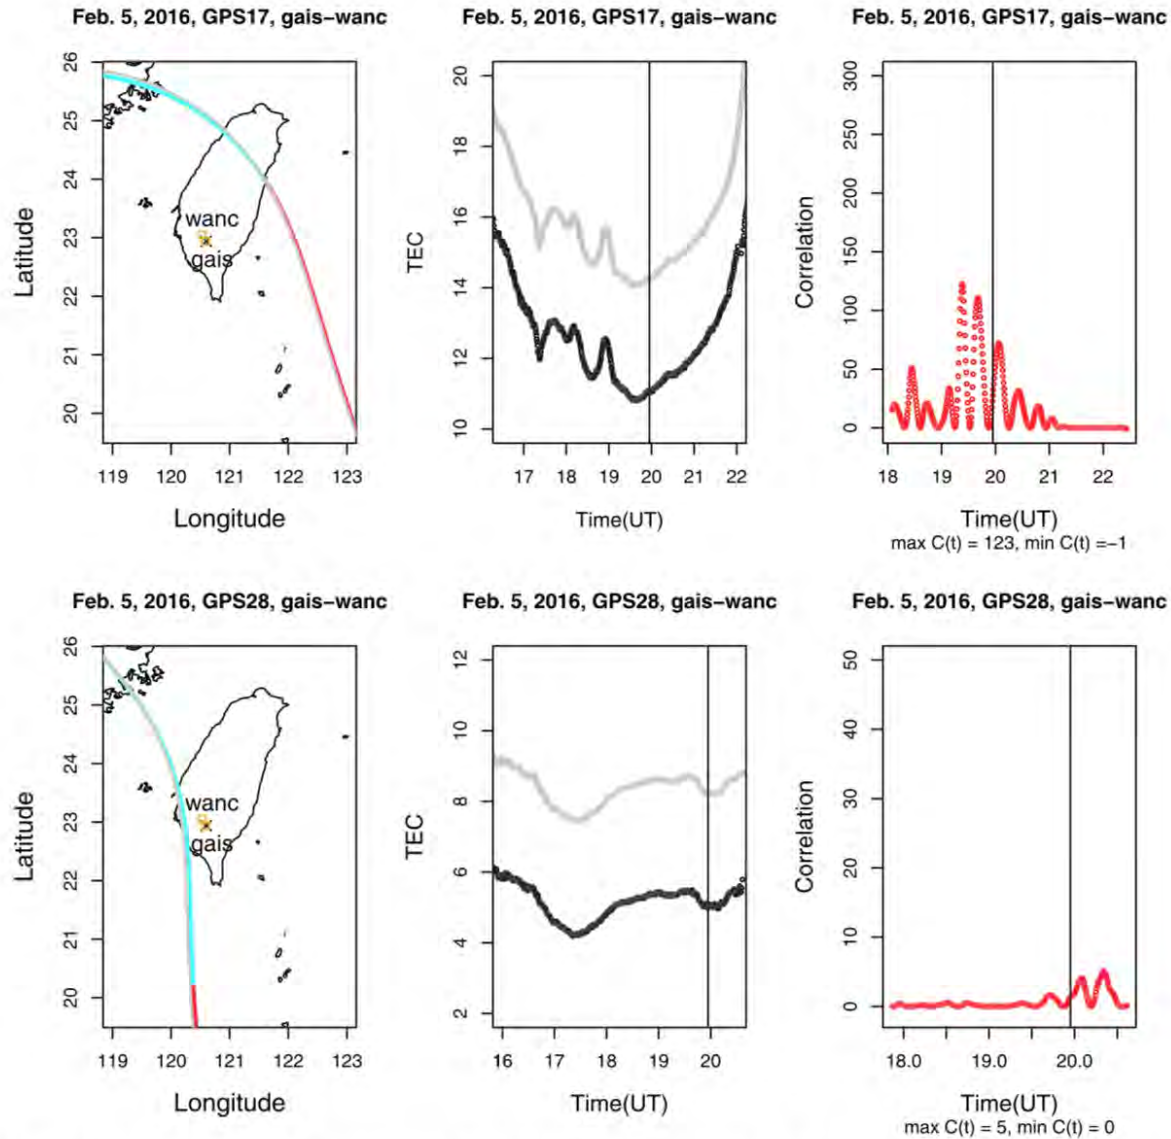 Feb. 5, 2016, GPS17, gais−wanc
Feb. 5, 2016, GPS17, gais−wanc
Feb. 5, 2016, GPS17, gais−wanc
Latitude
26
25
24
23
22
21
20
wanc
gais
119 120 121 122 123
Longitude
TEC
20
18
16
14
12
10
17 18 19 20 21 22
Time(UT)
Correlation
300
250
200
150
100
50
0
18 19 20 21 22
Time(UT)
max C(t) = 123, min C(t) =−1
Feb. 5, 2016, GPS28, gais−wanc
Feb. 5, 2016, GPS28, gais−wanc
Feb. 5, 2016, GPS28, gais−wanc
Latitude
26
25
24
23
22
21
20
wanc
gais
119 120 121 122 123
Longitude
TEC
12
10
8
6
4
2
16 17 18 19 20
Time(UT)
Correlation
50
40
30
20
10
0
18.0 19.0 20.0
Time(UT)
max C(t) = 5, min C(t) = 0